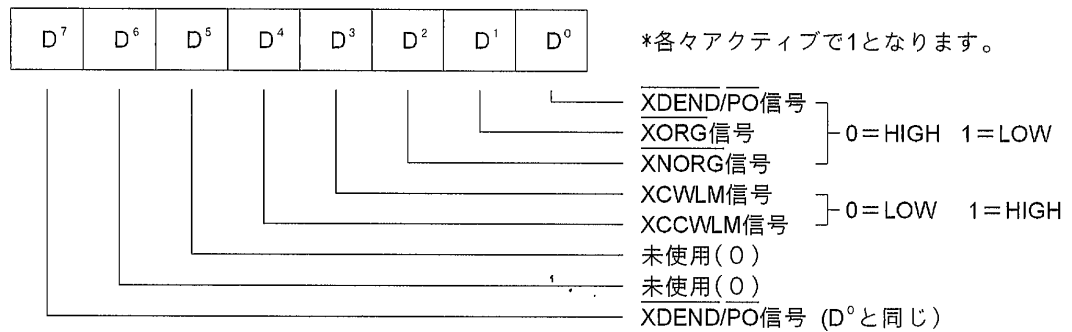 D⁷ D⁶ D⁵ D⁴ D³ D² D¹ D⁰
*各々アクティブで1となります。
XDEND/PO信号
XORG信号
XNORG信号
0=HIGH 1=LOW
XCWLM信号
XCCWLM信号
0=LOW 1=HIGH
未使用(0)
未使用(0)
XDEND/PO信号 (D⁰と同じ)